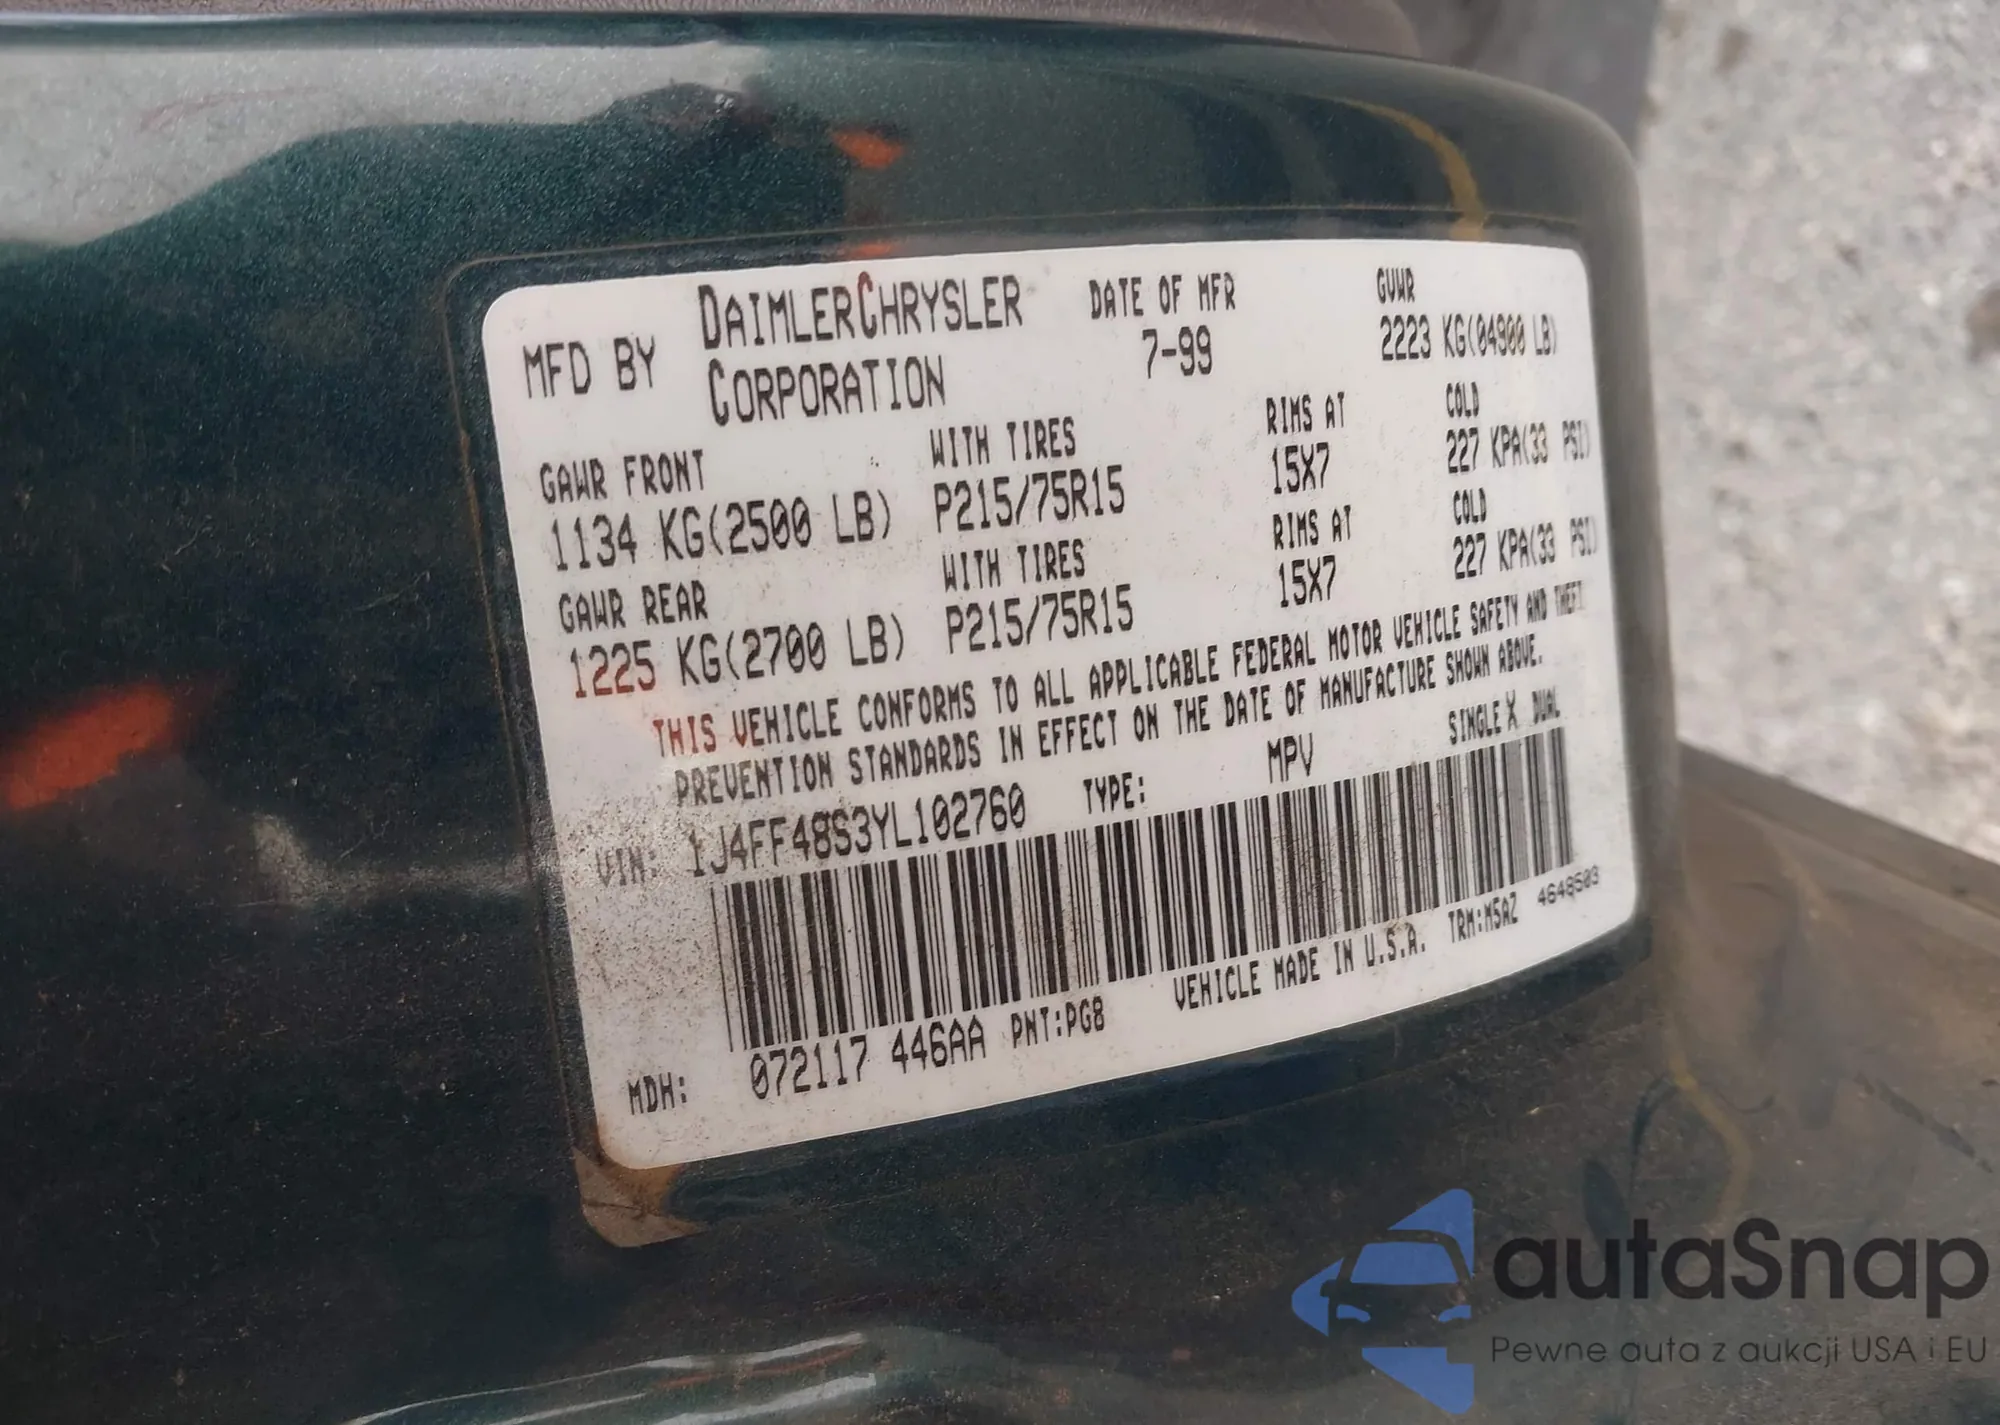 MFD BY DAIMLERCHRYSLER CORPORATION
DATE OF MFR
7-99
GVWR
2223 KG(04900 LB)
GAWR FRONT WITH TIRES RIMS AT COLD
1134 KG(2500 LB) P215/75R15 15X7 227 KPA(33 PSI)
GAWR REAR WITH TIRES RIMS AT COLD
1225 KG(2700 LB) P215/75R15 15X7 227 KPA(33 PSI)
THIS VEHICLE CONFORMS TO ALL APPLICABLE FEDERAL MOTOR VEHICLE SAFETY AND THEFT
PREVENTION STANDARDS IN EFFECT ON THE DATE OF MANUFACTURE SHOWN ABOVE.
VIN: 1J4FF48S3YL102760 TYPE: MPV SINGLE X DUAL
MDH: 072117 446AA PNT:PG8 VEHICLE MADE IN U.S.A. TRM:M5AZ 4648503
autaSnap
Pewne auta z aukcji USA i EU